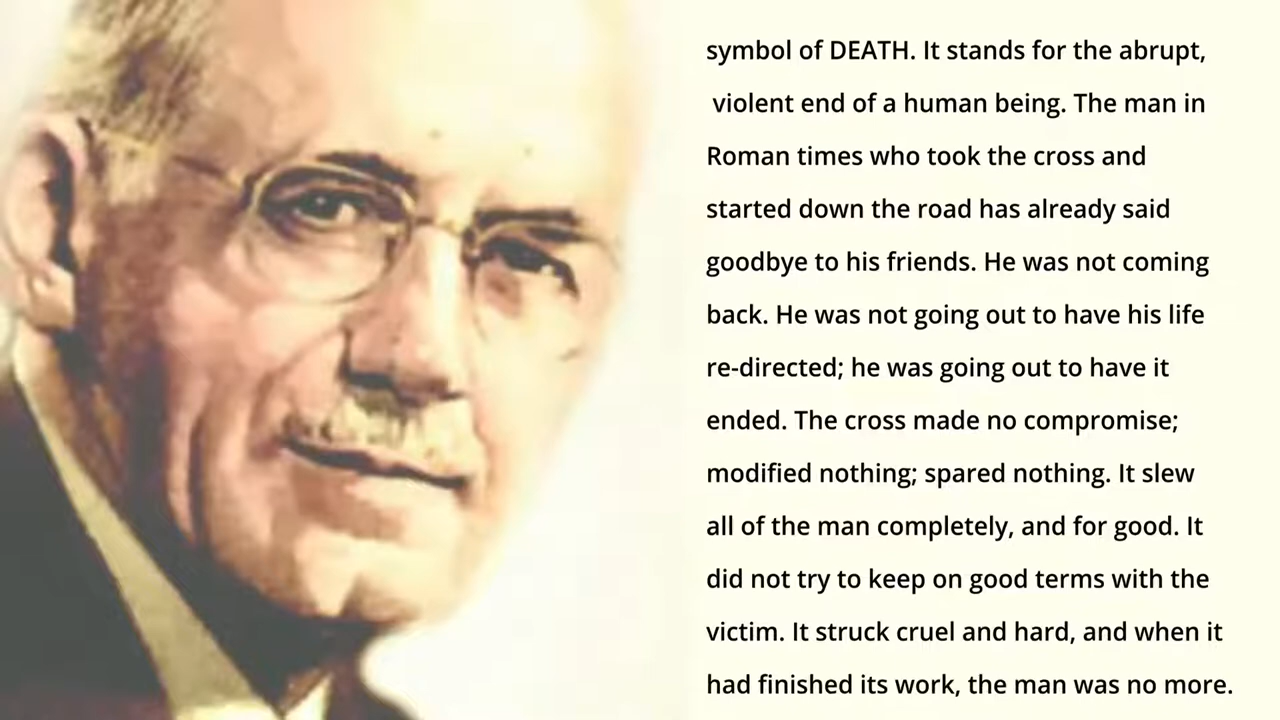 symbol of DEATH. It stands for the abrupt,
violent end of a human being. The man in
Roman times who took the cross and
started down the road has already said
goodbye to his friends. He was not coming
back. He was not going out to have his life
re-directed; he was going out to have it
ended. The cross made no compromise;
modified nothing; spared nothing. It slew
all of the man completely, and for good. It
did not try to keep on good terms with the
victim. It struck cruel and hard, and when it
had finished its work, the man was no more.